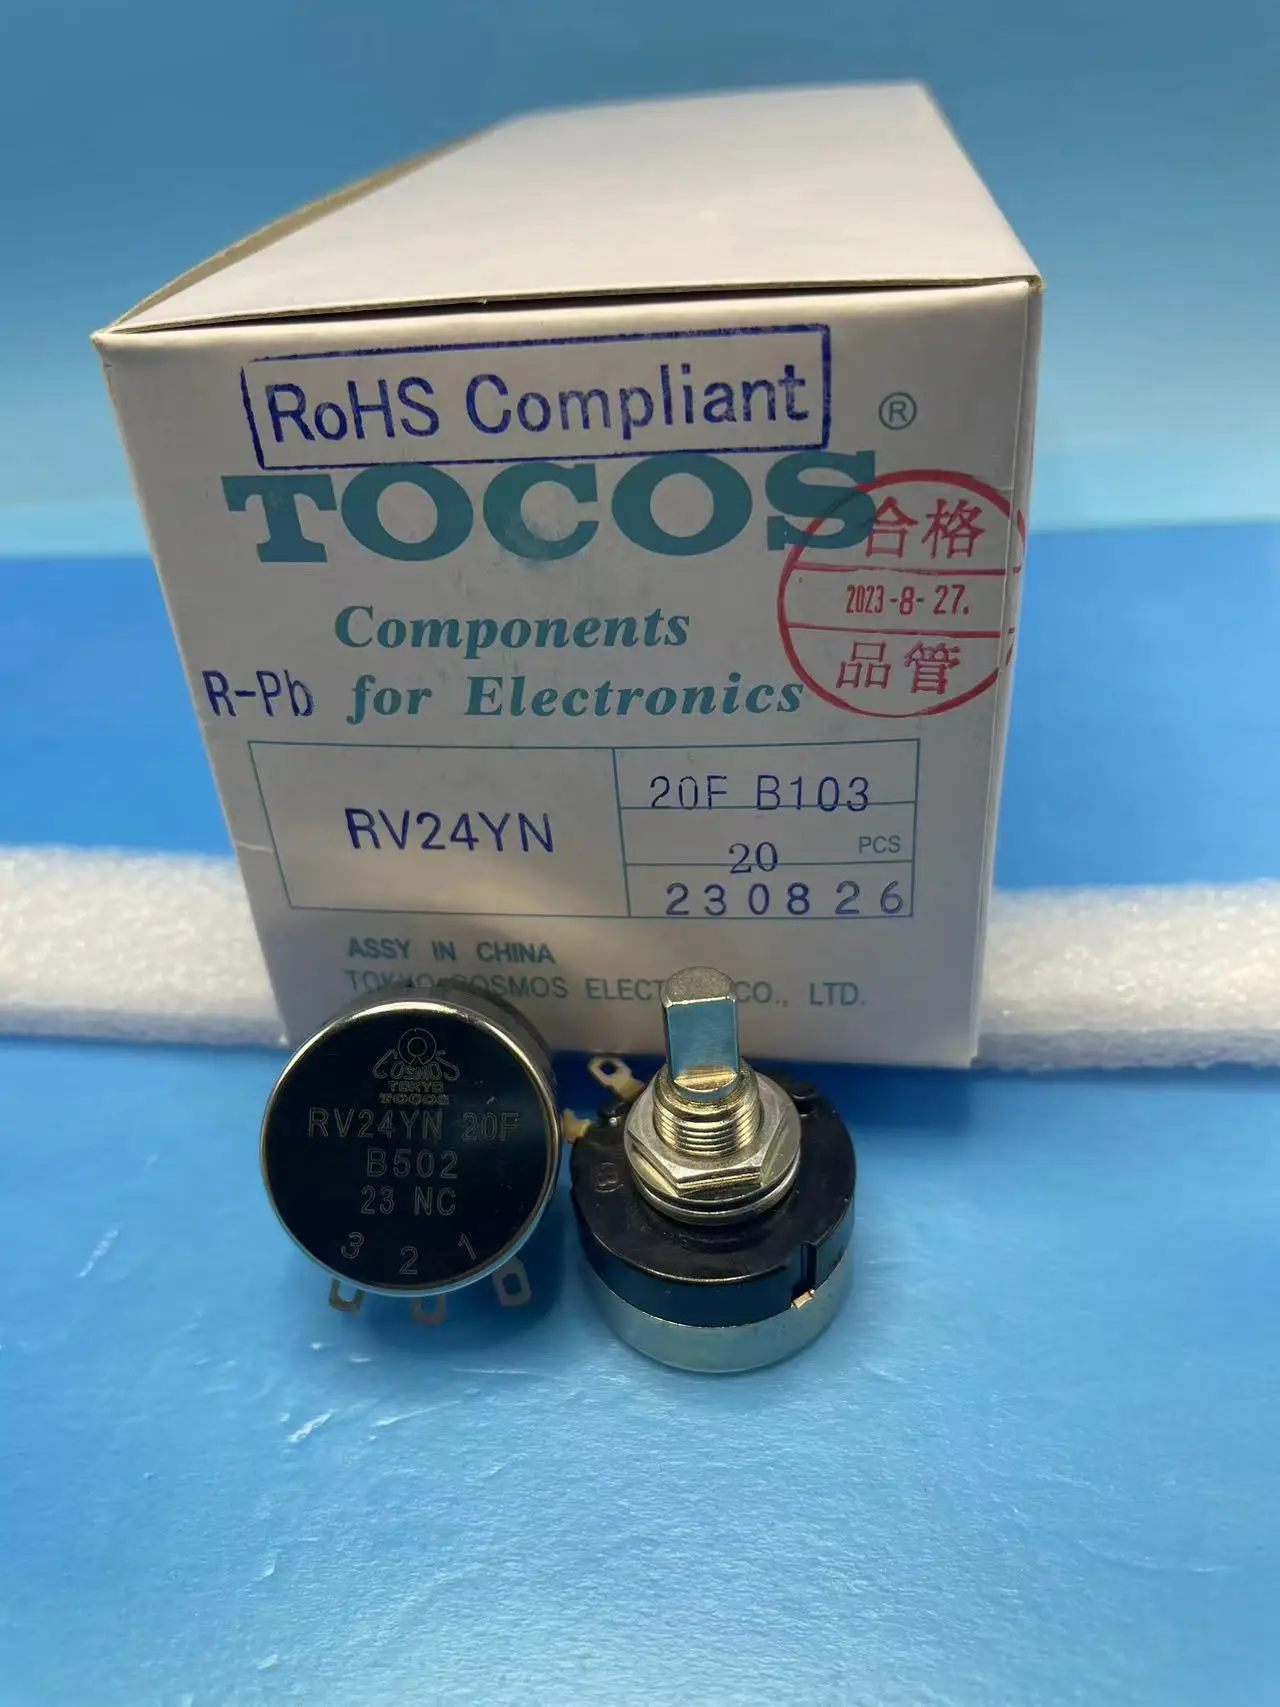 RoHS Compliant
®
TOCOS
合格
2023-8-27.
品管
Components
R-Pb for Electronics
RV24YN
20F B103
20 PCS
230826
ASSY IN CHINA
COSMOS CO., LTD.
COSMOS
TOKYO
TOCOS
RV24YN 20F
B502
23 NC
3 2 1